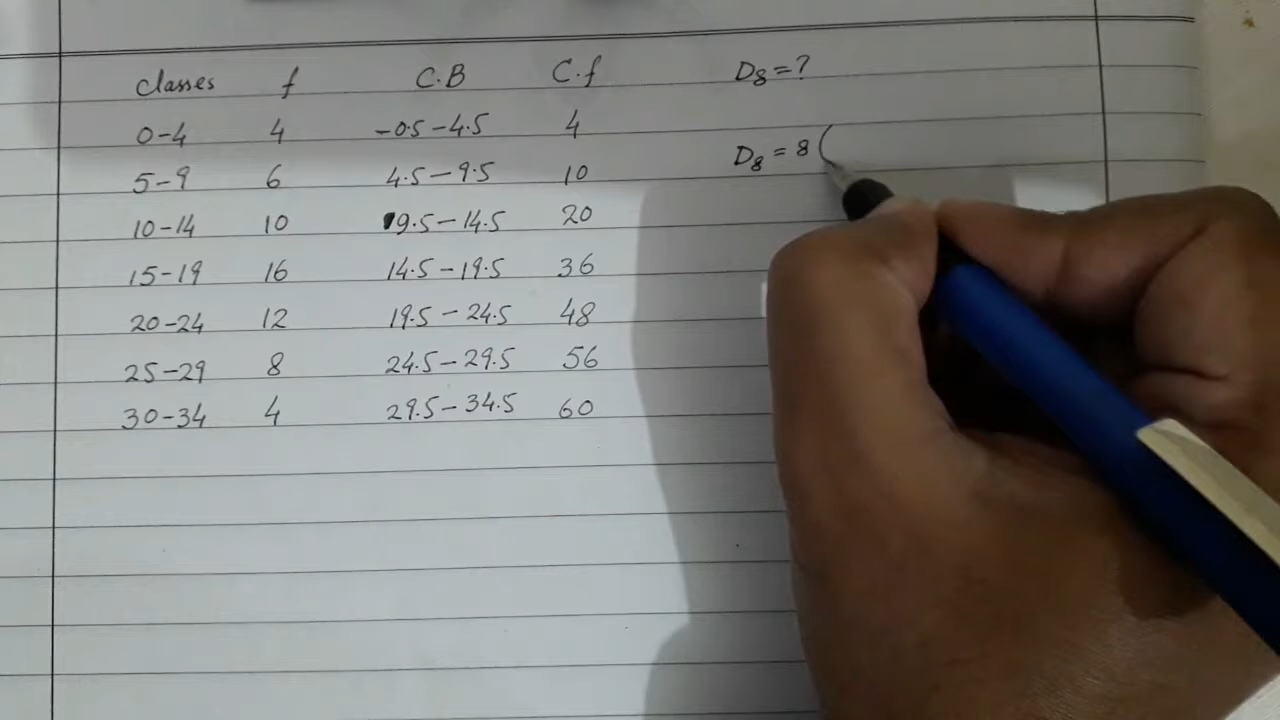 classes f C.B C.f D8 = ?
0-4 4 -0.5-4.5 4
D8 = 8 (
5-9 6 4.5-9.5 10
10-14 10 9.5-14.5 20
15-19 16 14.5-19.5 36
20-24 12 19.5-24.5 48
25-29 8 24.5-29.5 56
30-34 4 29.5-34.5 60